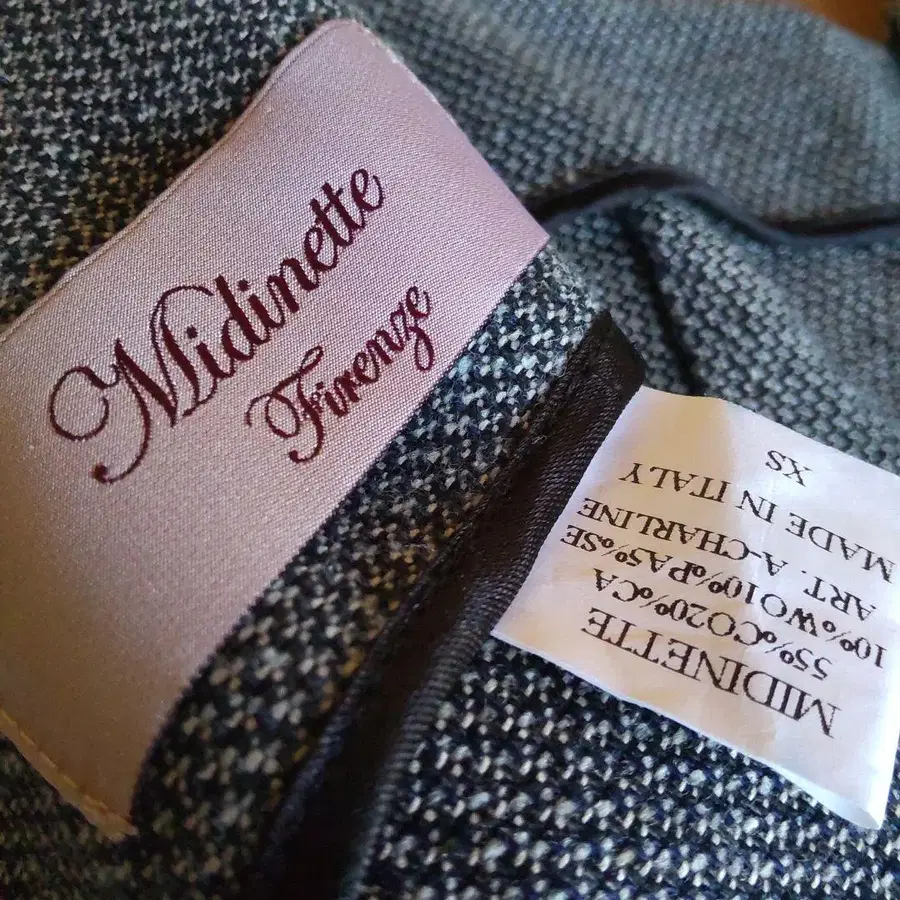 Midinette
Firenze
MIDINETTE
55%CO20%CA
10%WO10%PA5%SE
ART. A-CHARLINE
MADE IN ITALY
XS